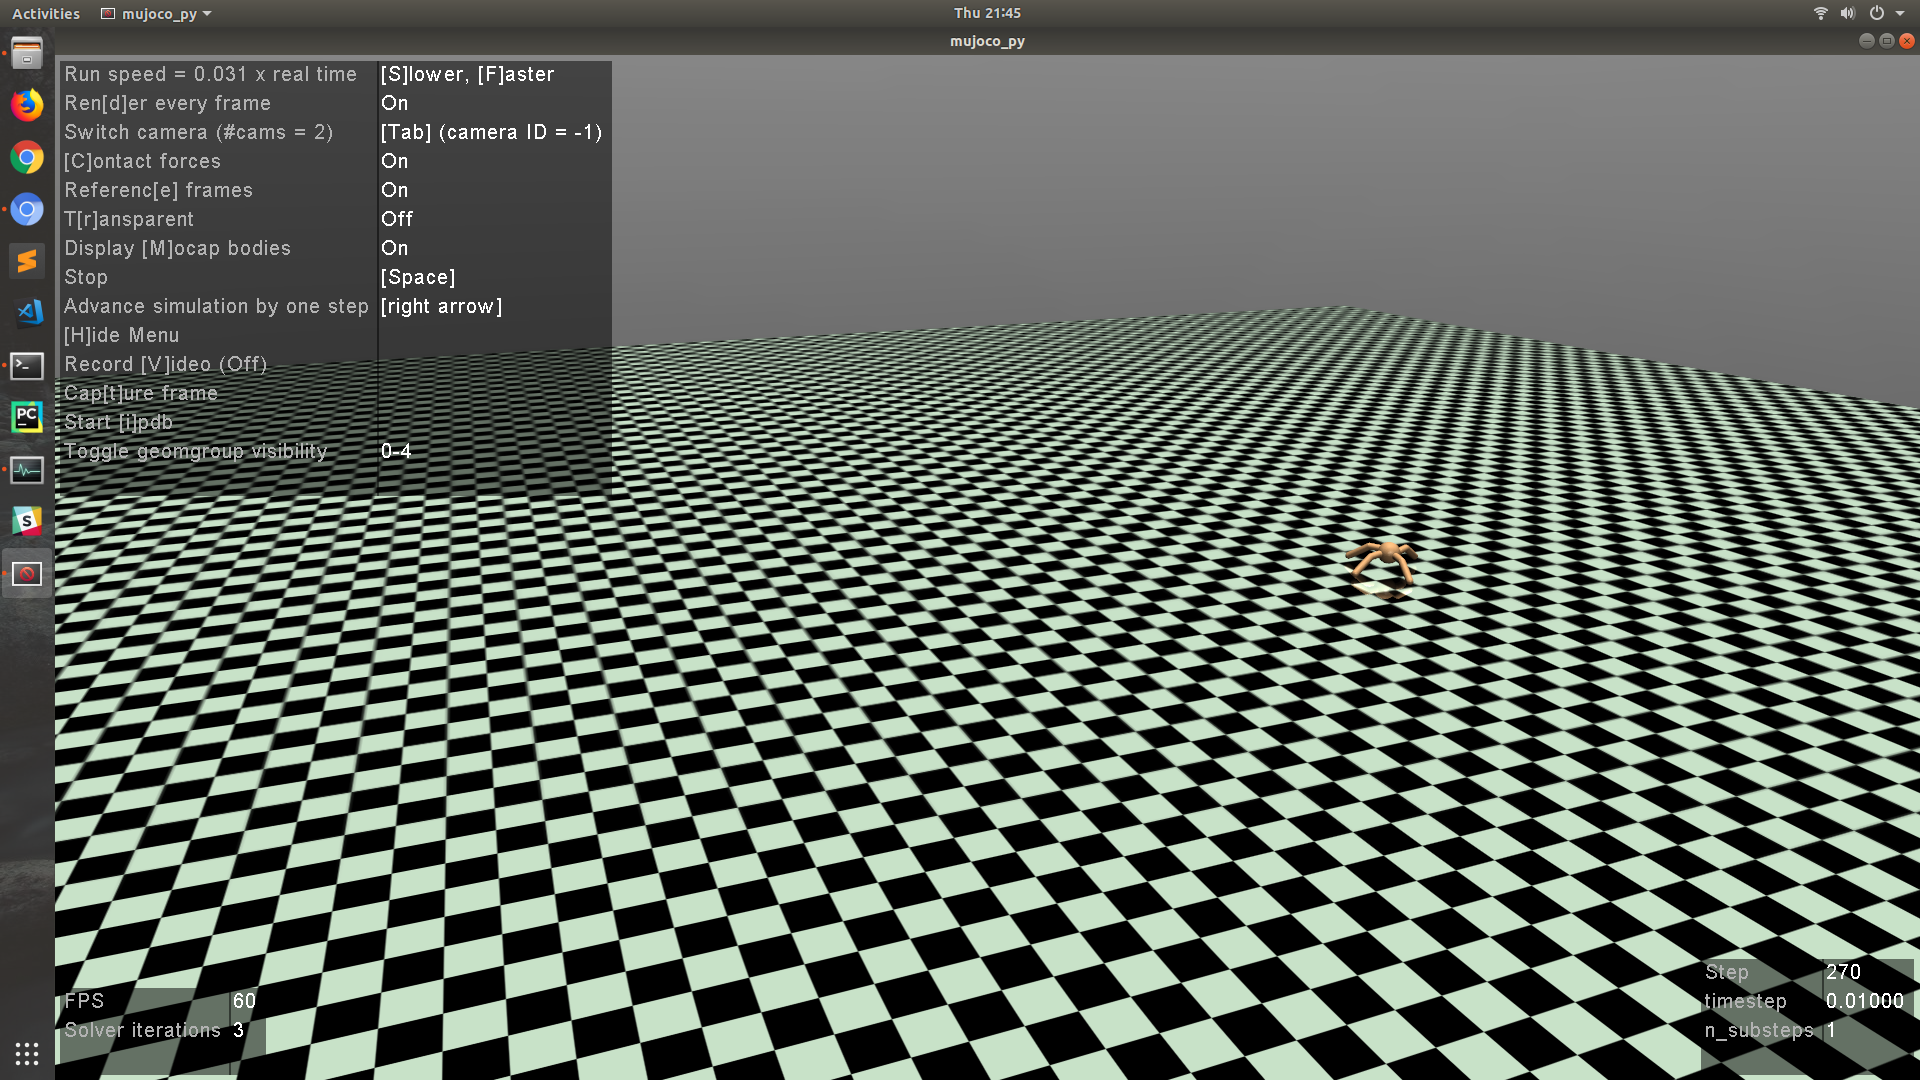 Activities mujoco_py Thu 21:45
mujoco_py
Run speed = 0.031 x real time [S]lower, [F]aster
Ren[d]er every frame On
Switch camera (#cams = 2) [Tab] (camera ID = -1)
[C]ontact forces On
Referenc[e] frames On
T[r]ansparent Off
Display [M]ocap bodies On
Stop [Space]
Advance simulation by one step [right arrow]
[H]ide Menu
Record [V]ideo (Off)
Cap[t]ure frame
Start [i]pdb
Toggle geomgroup visibility 0-4
PC
S
FPS 60
Solver iterations 3
Step 270
timestep 0.01000
n_substeps 1